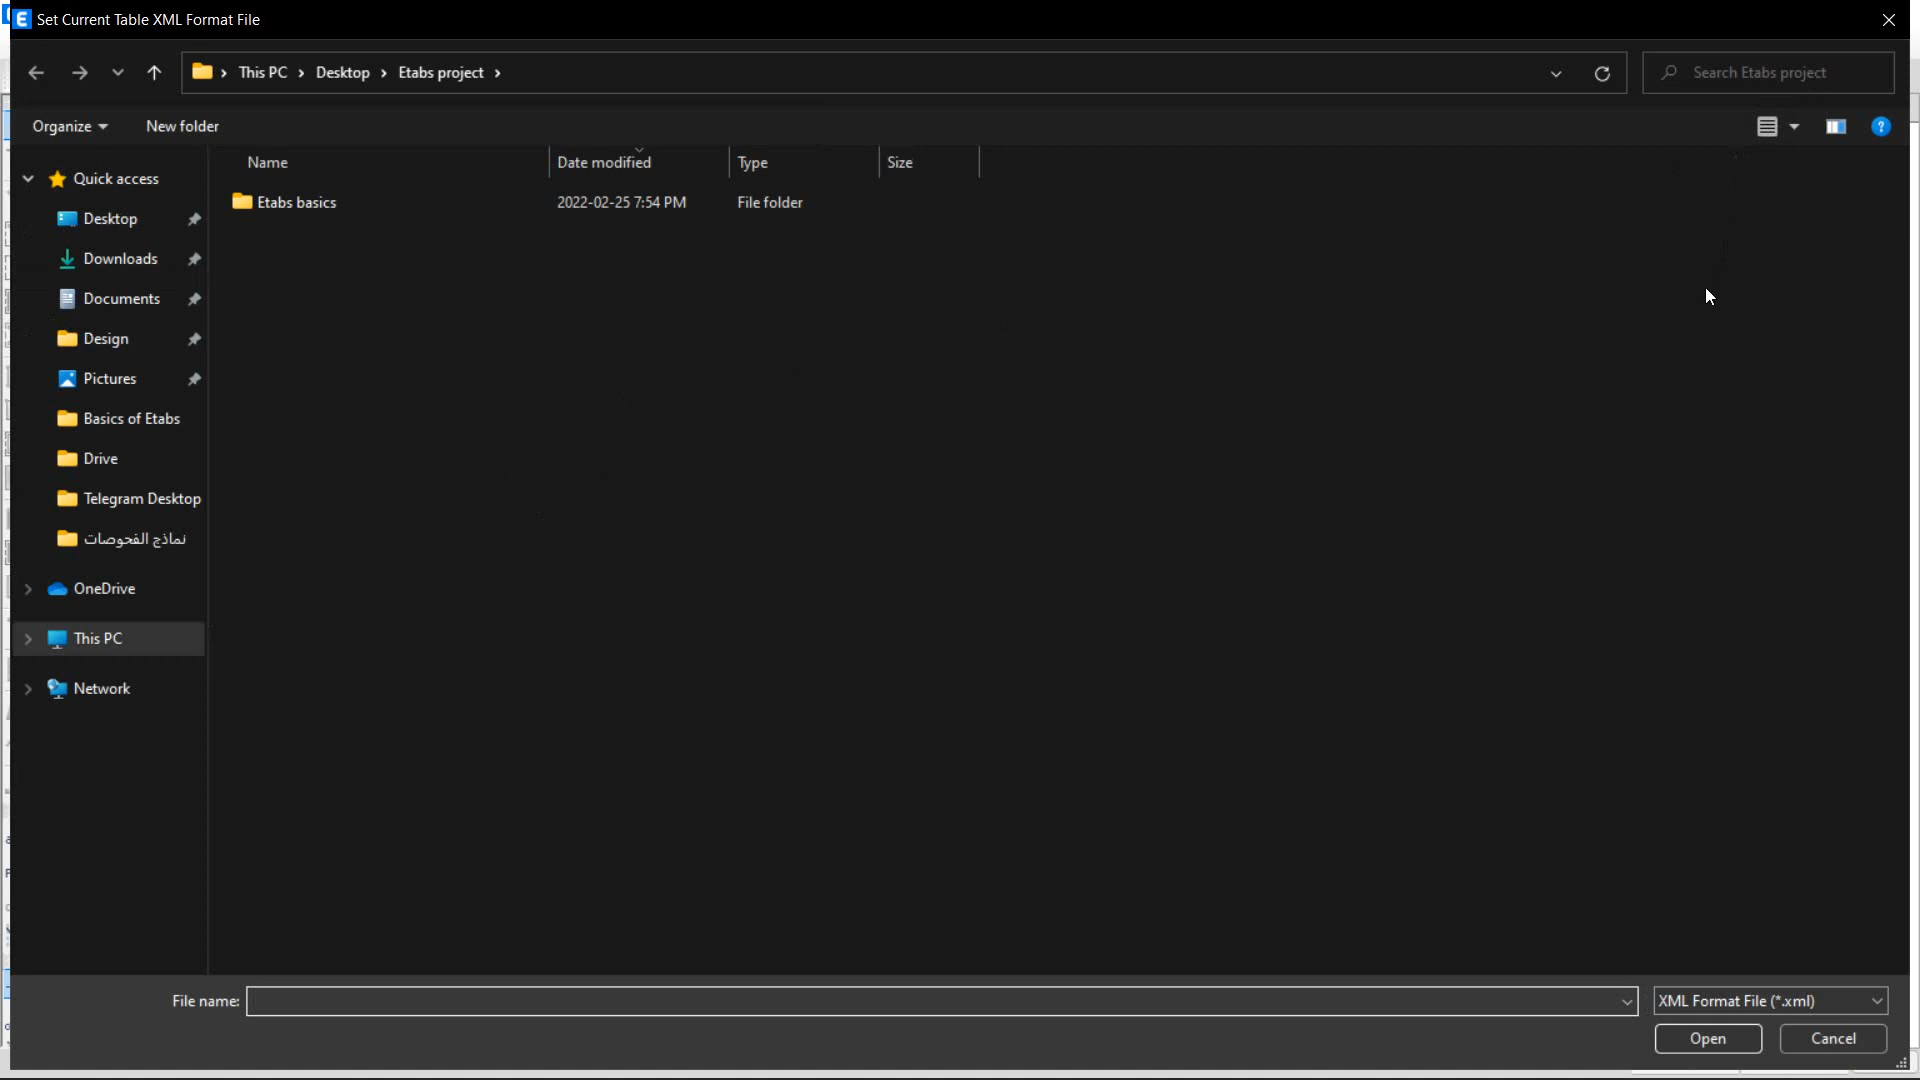 Set Current Table XML Format File
This PC › Desktop › Etabs project ›
Search Etabs project
Organize
New folder
Name
Date modified
Type
Size
Quick access
Etabs basics
2022-02-25 7:54 PM
File folder
Desktop
Downloads
Documents
Design
Pictures
Basics of Etabs
Drive
Telegram Desktop
نماذج الفحوصات
OneDrive
This PC
Network
File name:
XML Format File (*.xml)
Open
Cancel